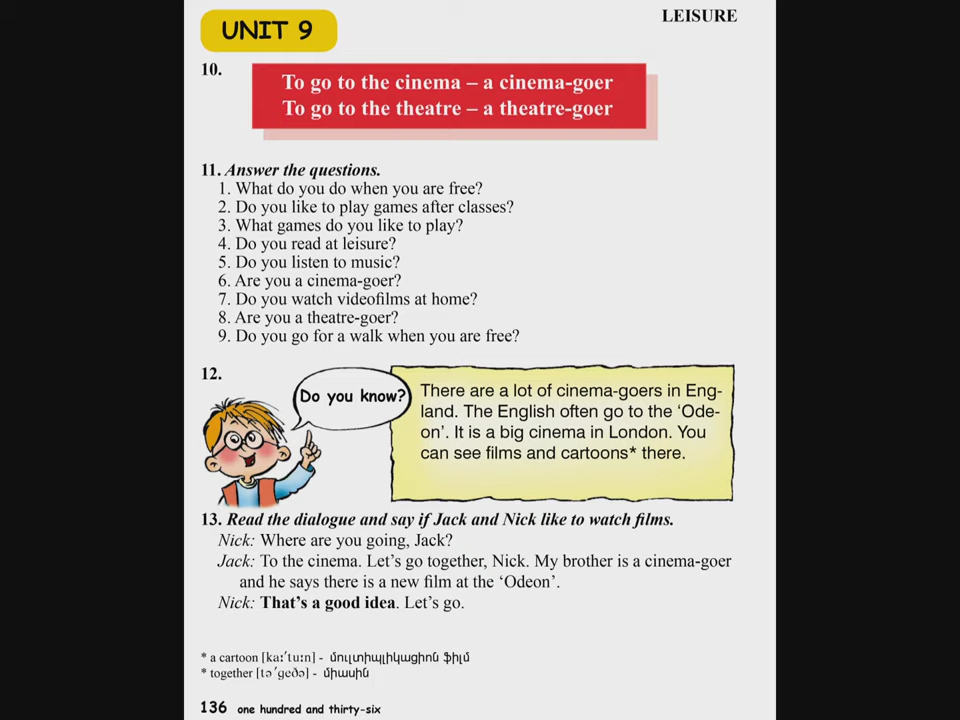 UNIT 9
LEISURE
10.
To go to the cinema – a cinema-goer
To go to the theatre – a theatre-goer
11. Answer the questions.
1. What do you do when you are free?
2. Do you like to play games after classes?
3. What games do you like to play?
4. Do you read at leisure?
5. Do you listen to music?
6. Are you a cinema-goer?
7. Do you watch videofilms at home?
8. Are you a theatre-goer?
9. Do you go for a walk when you are free?
12.
Do you know?
There are a lot of cinema-goers in Eng-
land. The English often go to the ‘Ode-
on’. It is a big cinema in London. You
can see films and cartoons* there.
13. Read the dialogue and say if Jack and Nick like to watch films.
Nick: Where are you going, Jack?
Jack: To the cinema. Let’s go together, Nick. My brother is a cinema-goer
and he says there is a new film at the ‘Odeon’.
Nick: That’s a good idea. Let’s go.
* a cartoon [kaːʹtuːn] - մուլտիպլիկացիոն ֆիլմ
* together [təʹgeðə] - միասին
136 one hundred and thirty-six